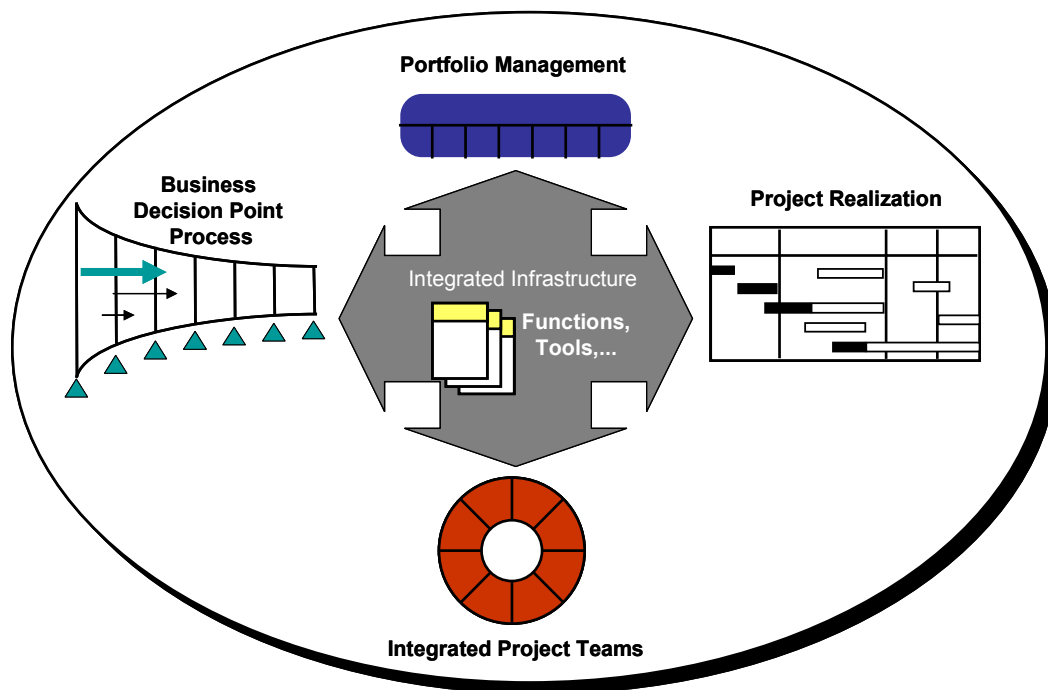 Portfolio Management
Business
Decision Point
Process
Project Realization
Integrated Infrastructure
Functions,
Tools,...
Integrated Project Teams